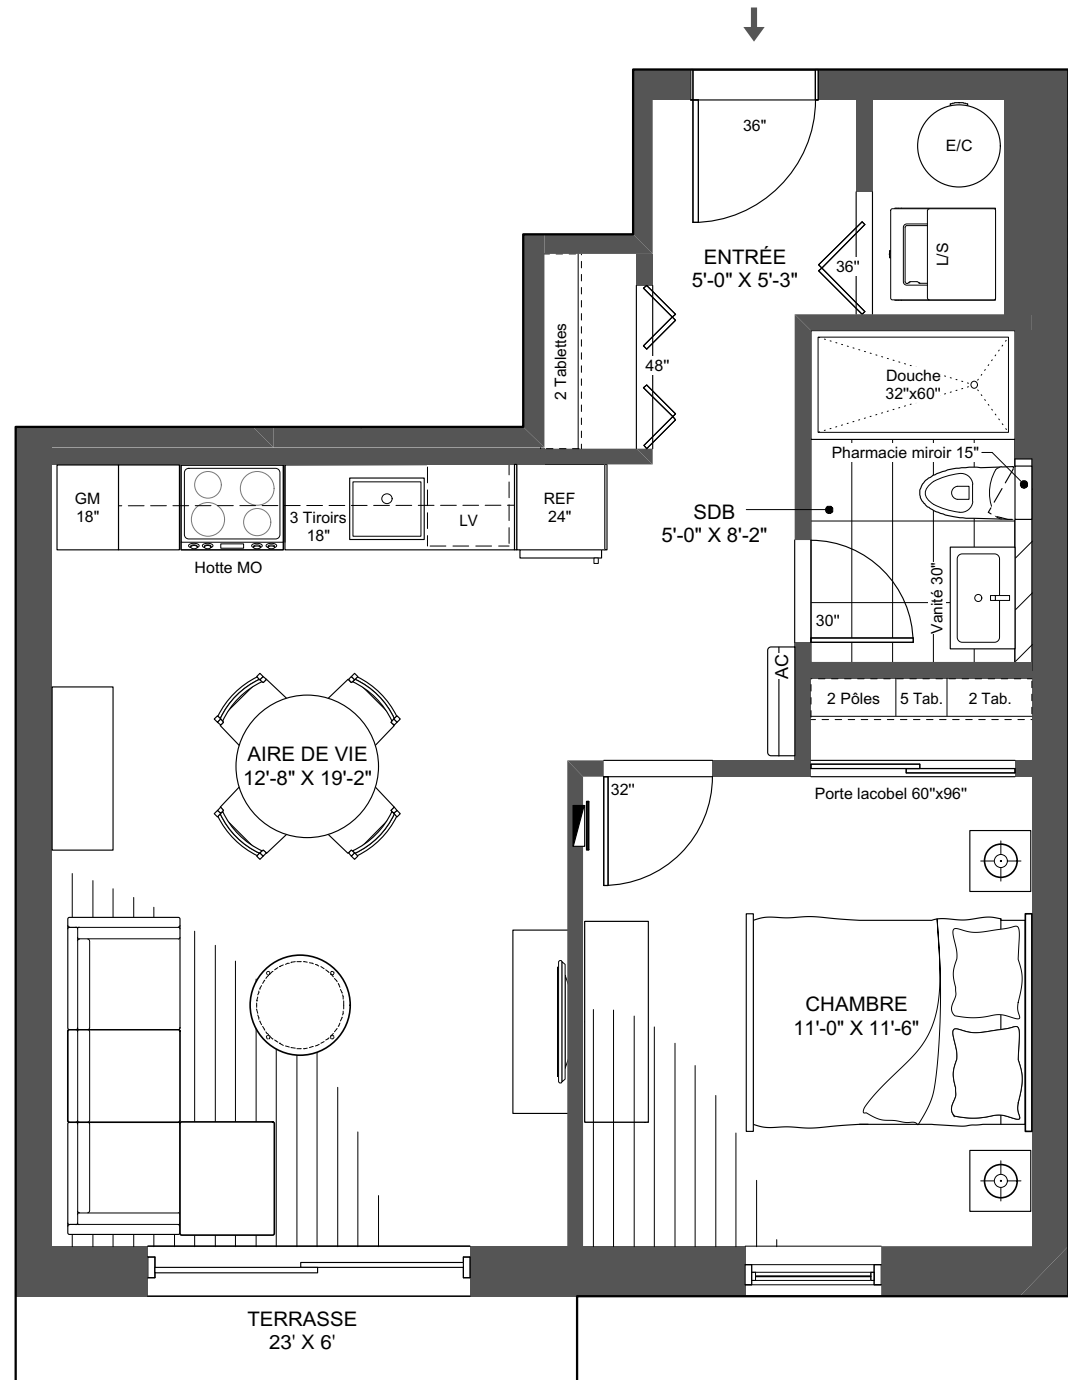 36"
E/C
L/S
ENTRÉE
5'-0" X 5'-3"
36"
2 Tablettes
48"
Douche
32"x60"
Pharmacie miroir 15"
GM
18"
3 Tiroirs
18"
LV
REF
24"
Hotte MO
SDB
5'-0" X 8'-2"
Vanité 30"
30"
AC
2 Pôles
5 Tab.
2 Tab.
AIRE DE VIE
12'-8" X 19'-2"
32"
Porte lacobel 60"x96"
CHAMBRE
11'-0" X 11'-6"
TERRASSE
23' X 6'